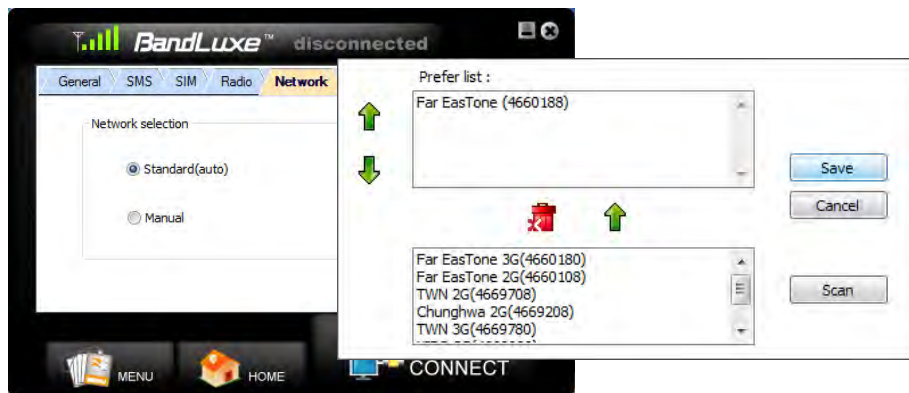 BandLuxe™ disconnected
General SMS SIM Radio Network
Network selection
Standard(auto)
Manual
Prefer list :
Far EasTone (4660188)
Save
Cancel
Far EasTone 3G(4660180)
Far EasTone 2G(4660108)
TWN 2G(4669708)
Chunghwa 2G(4669208)
TWN 3G(4669780)
Scan
MENU HOME CONNECT